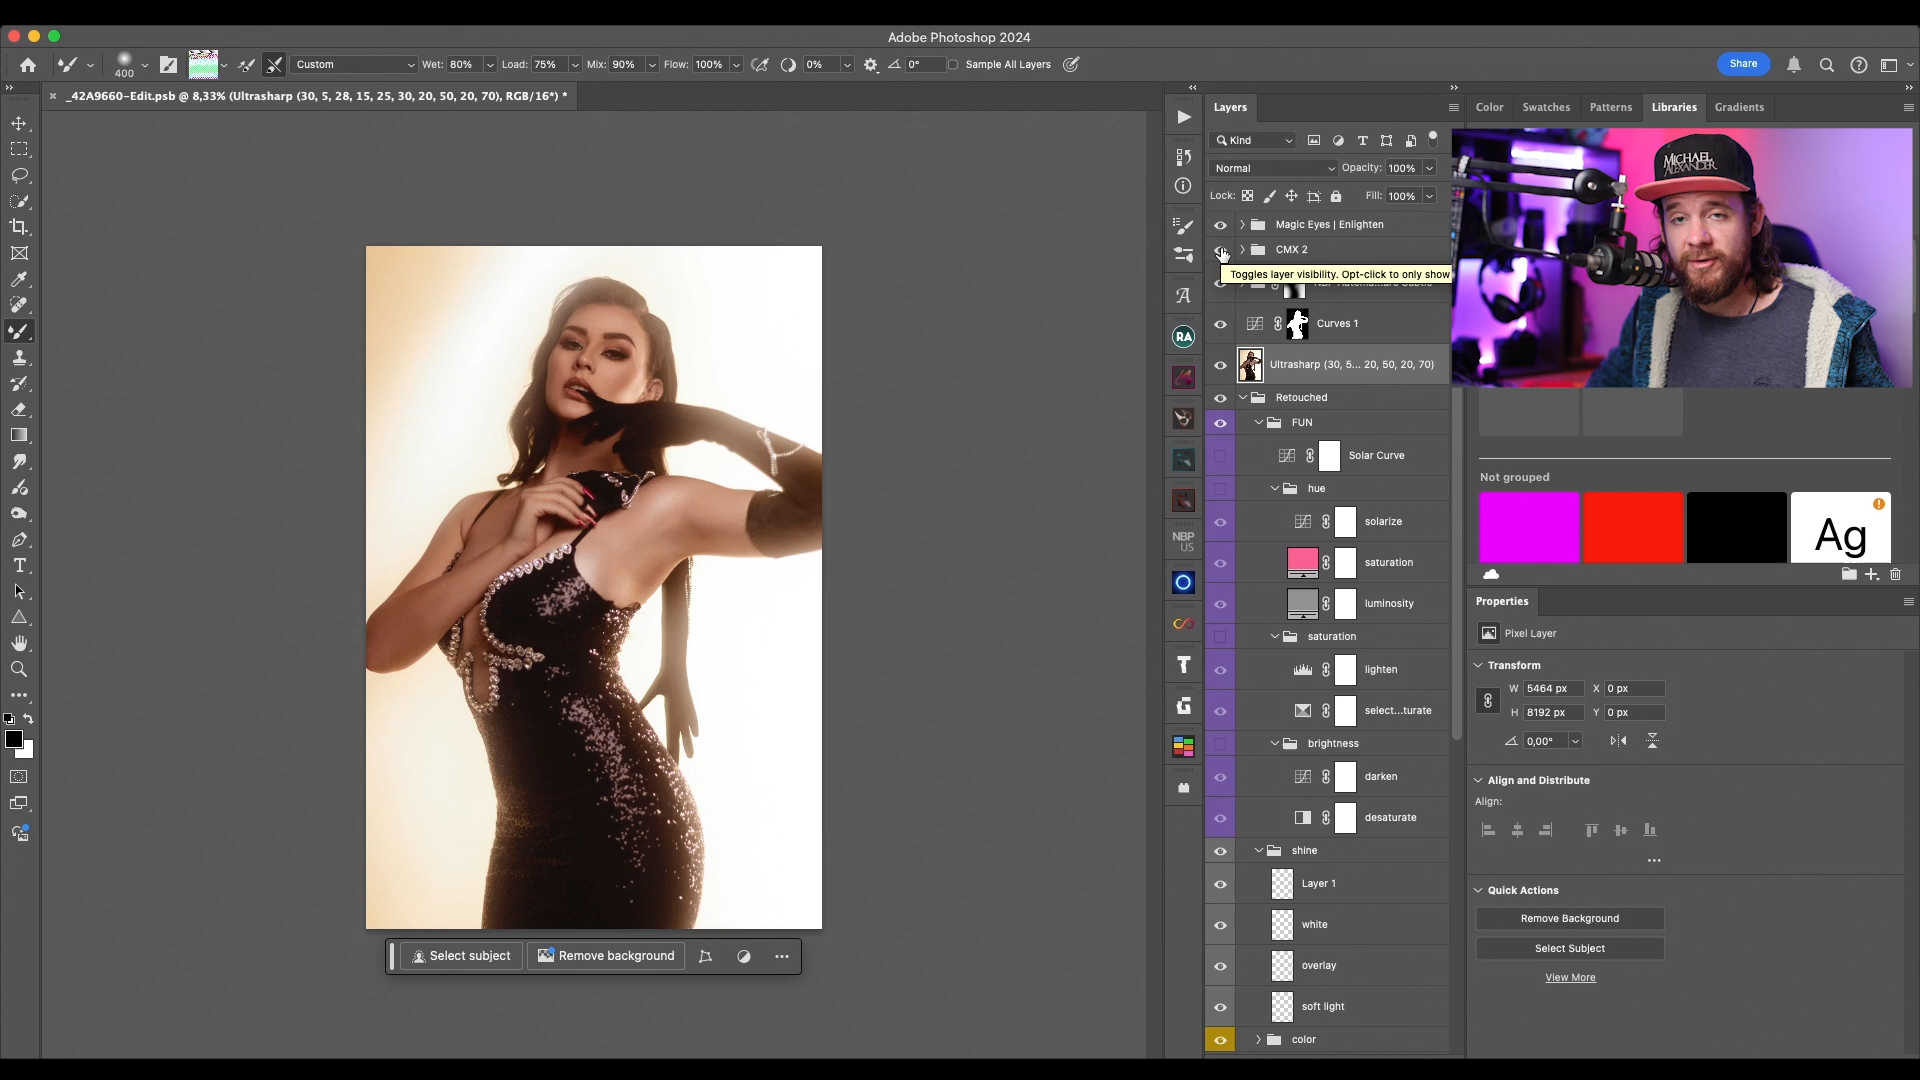 Adobe Photoshop 2024
400
Custom
Wet: 80%
Load: 75%
Mix: 90%
Flow: 100%
0%
0°
Sample All Layers
Share
× _42A9660-Edit.psb @ 8,33% (Ultrasharp (30, 5, 28, 15, 25, 30, 20, 50, 20, 70), RGB/16*) *
Layers
Color
Swatches
Patterns
Libraries
Gradients
Kind
Normal
Opacity: 100%
Lock:
Fill: 100%
Magic Eyes | Enlighten
CMX 2
Toggles layer visibility. Opt-click to only show
Curves 1
Ultrasharp (30, 5... 20, 50, 20, 70)
Retouched
FUN
Solar Curve
hue
solarize
saturation
luminosity
saturation
lighten
select...turate
brightness
darken
desaturate
shine
Layer 1
white
overlay
soft light
color
RA
NBP
US
MICHAEL
ALEXANDER
Not grouped
Ag
Properties
Pixel Layer
Transform
W 5464 px
X 0 px
H 8192 px
Y 0 px
0,00°
Align and Distribute
Align:
Quick Actions
Remove Background
Select Subject
View More
Select subject
Remove background